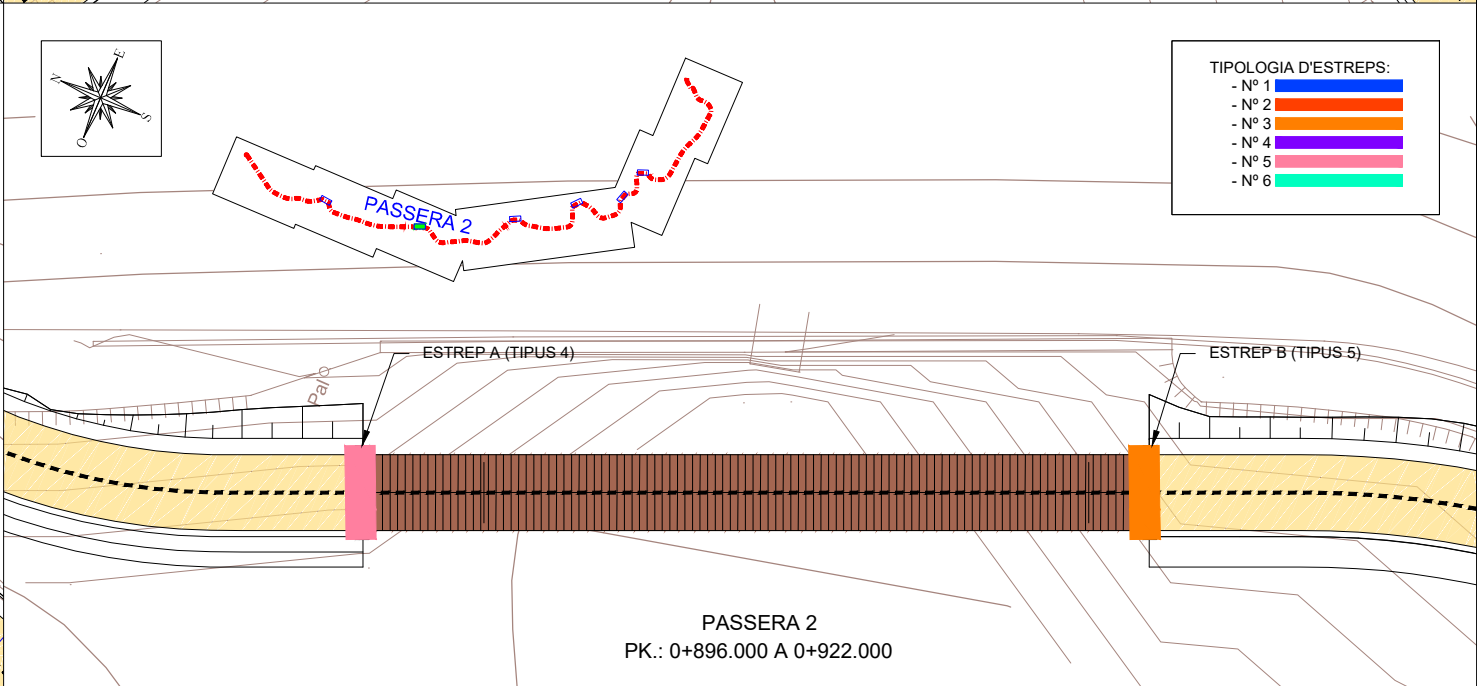 E
N
S
O
TIPOLOGIA D'ESTREPS:
- Nº 1
- Nº 2
- Nº 3
- Nº 4
- Nº 5
- Nº 6
PASSERA 2
ESTREP A (TIPUS 4)
ESTREP B (TIPUS 5)
Pal
PASSERA 2
PK.: 0+896.000 A 0+922.000